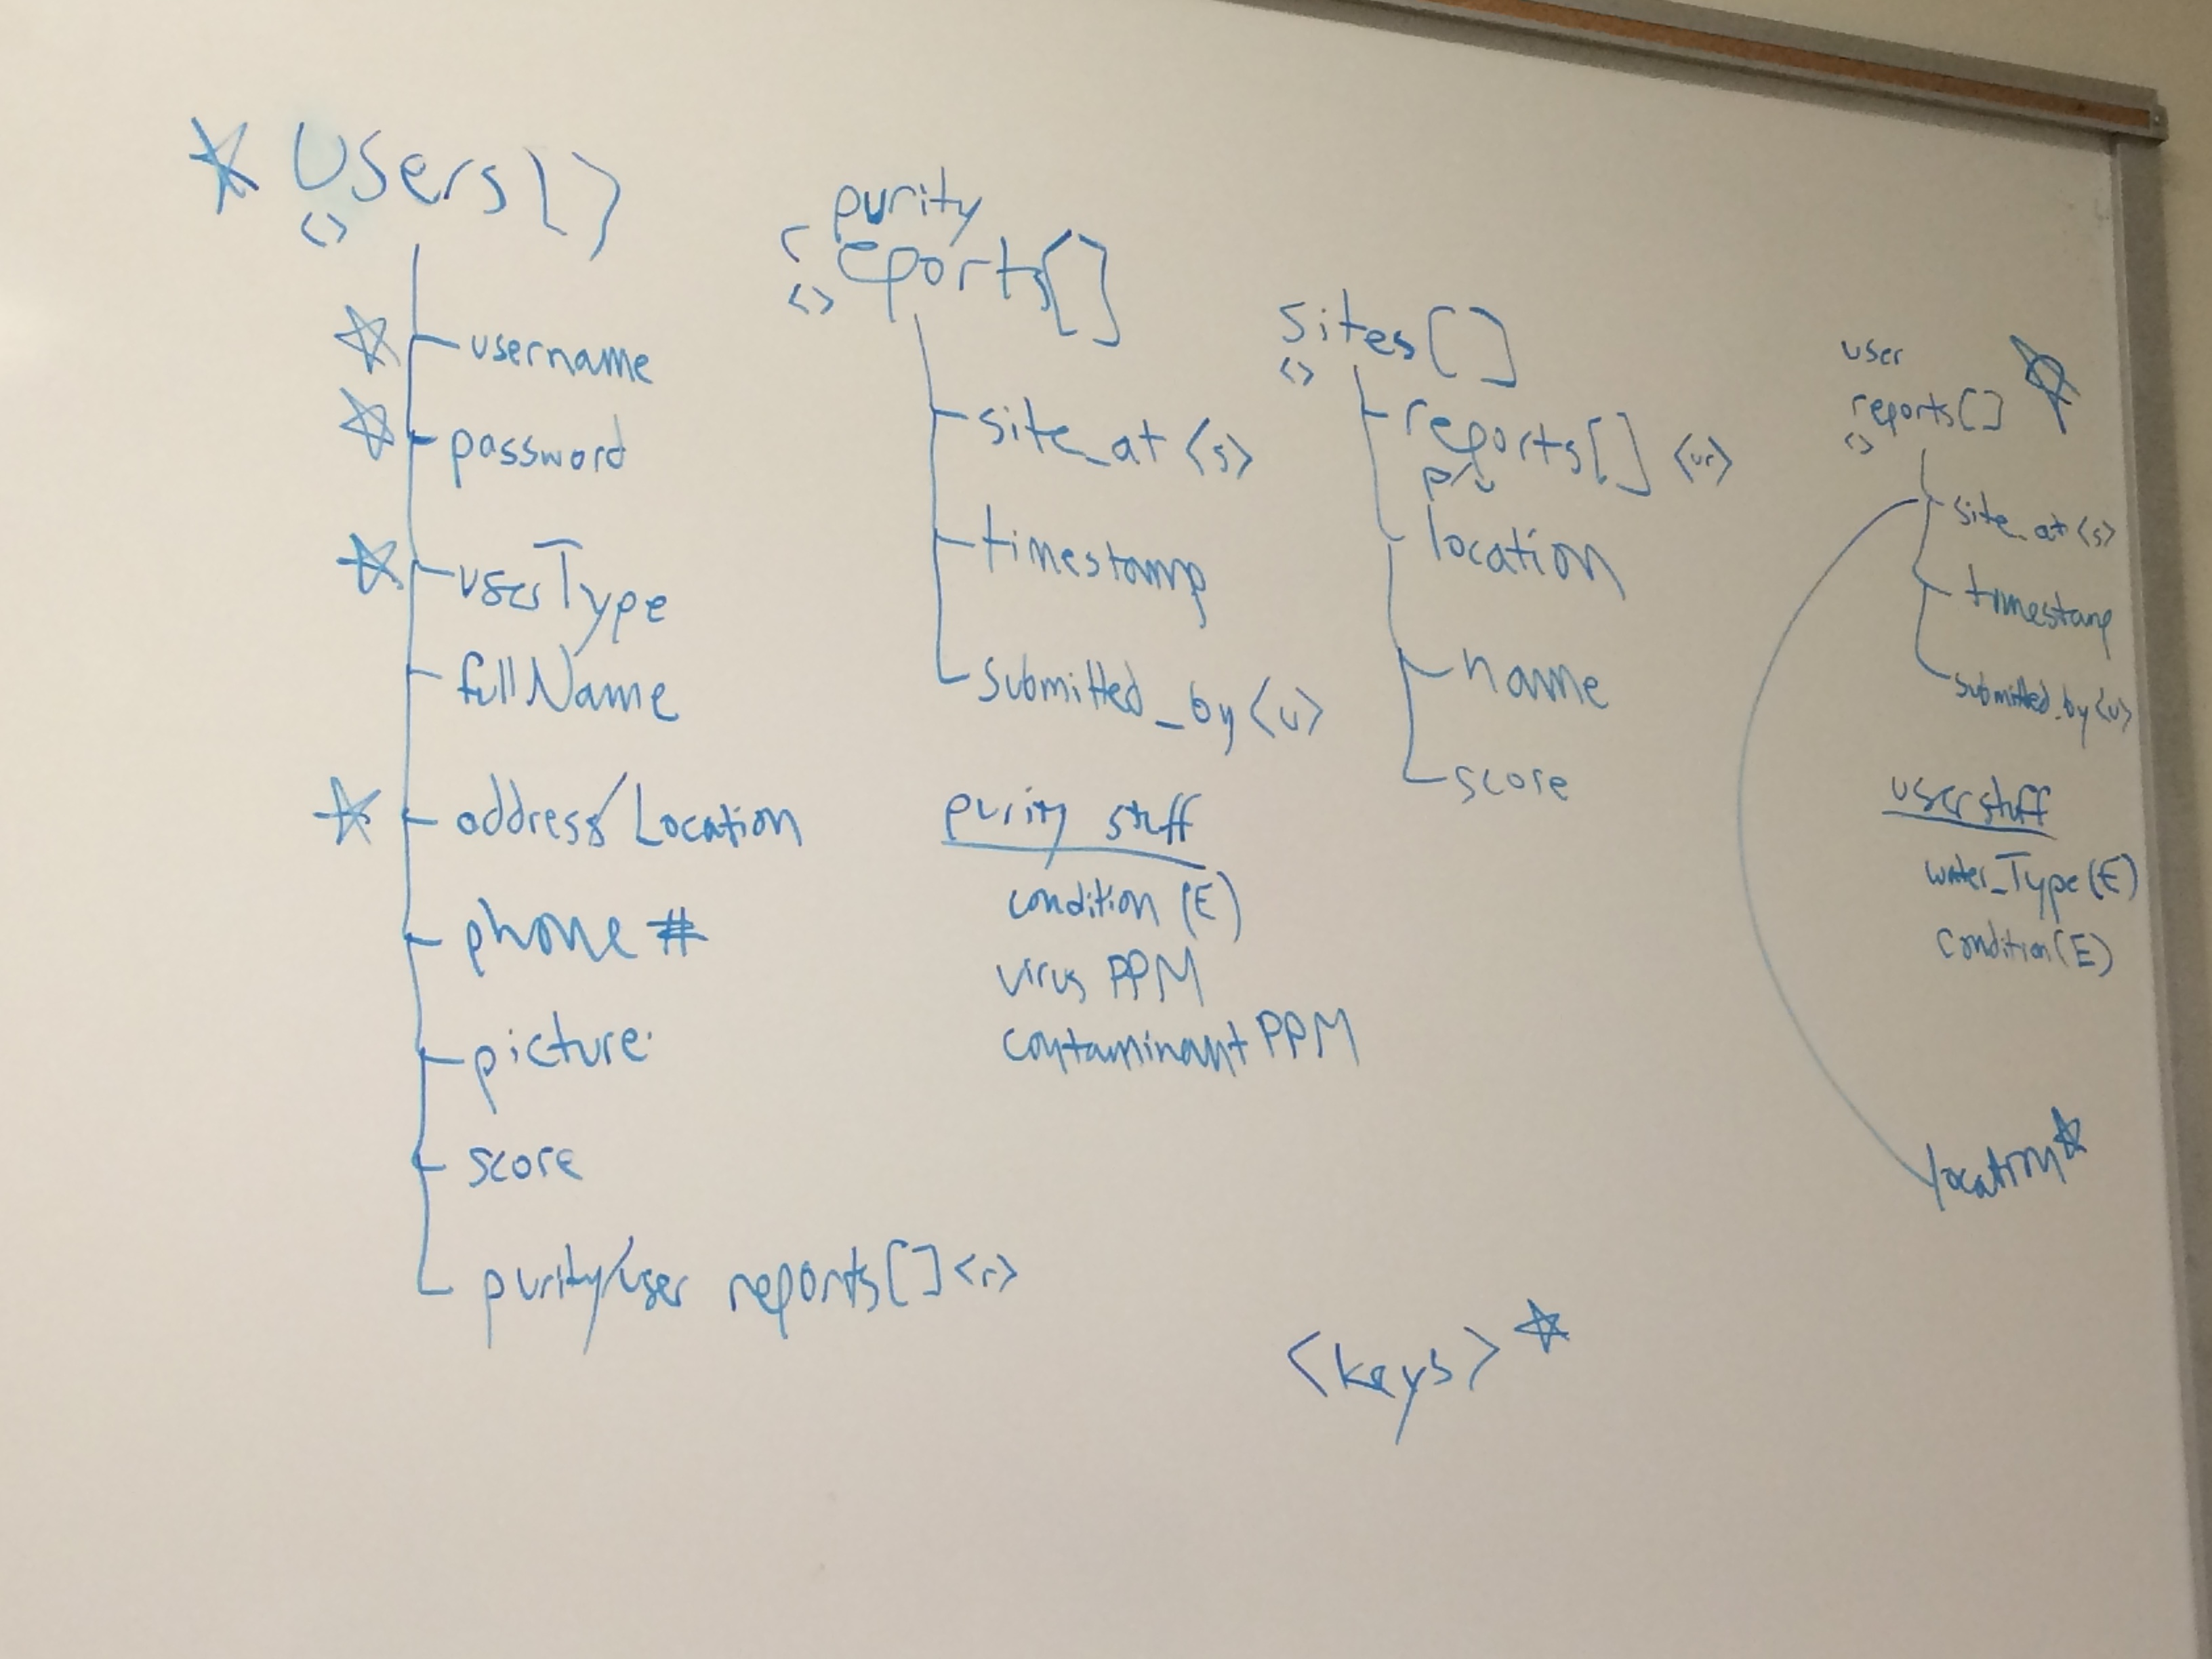 Users[]
<>
username
password
userType
fullName
address/Location
phone #
picture
score
purity/user reports[] <r>
purity
reports[]
<>
site_at <s>
timestamp
submitted_by <u>
purity stuff
condition (E)
virus PPM
contaminant PPM
sites[]
<>
reports[] <ur>
p/u
location
name
score
<keys>
user
reports[]
<>
site_at <s>
timestamp
submitted_by <u>
user stuff
water_Type (E)
condition (E)
location